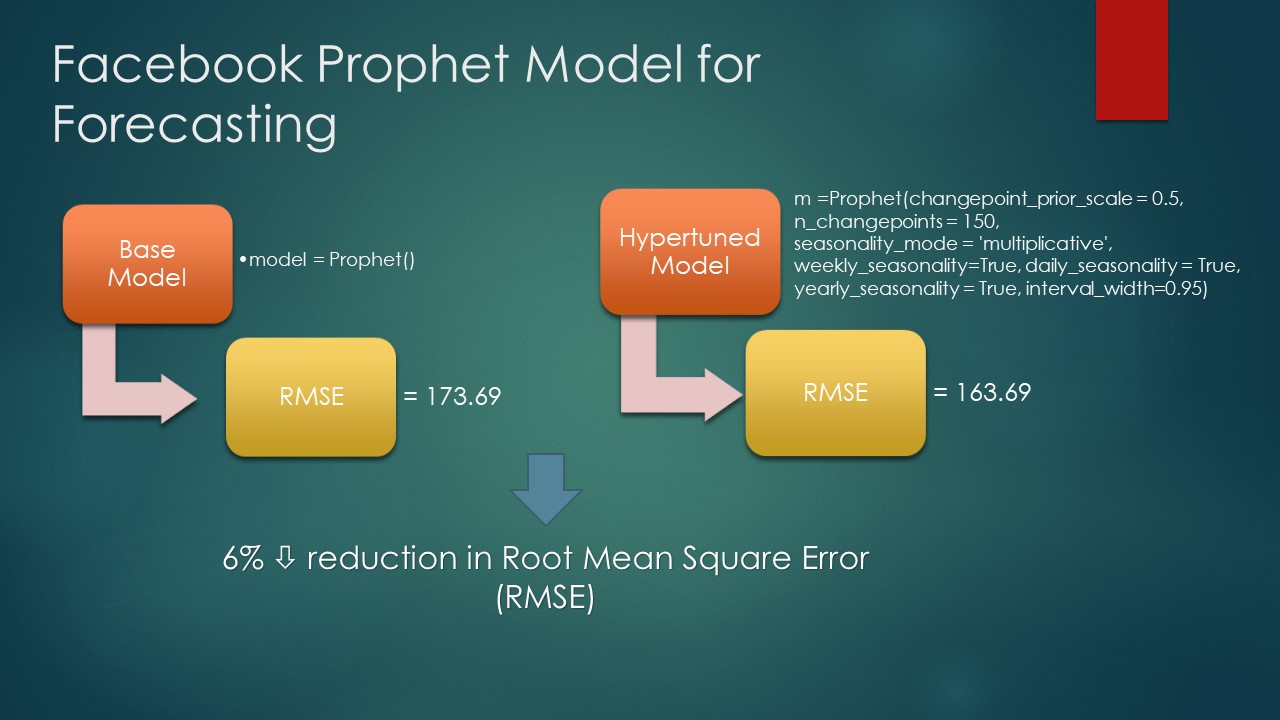 Facebook Prophet Model for
Forecasting
Base
Model
•model = Prophet()
RMSE
= 173.69
Hypertuned
Model
m =Prophet(changepoint_prior_scale = 0.5,
n_changepoints = 150,
seasonality_mode = 'multiplicative',
weekly_seasonality=True, daily_seasonality = True,
yearly_seasonality = True, interval_width=0.95)
RMSE
= 163.69
6% ⇩ reduction in Root Mean Square Error
(RMSE)